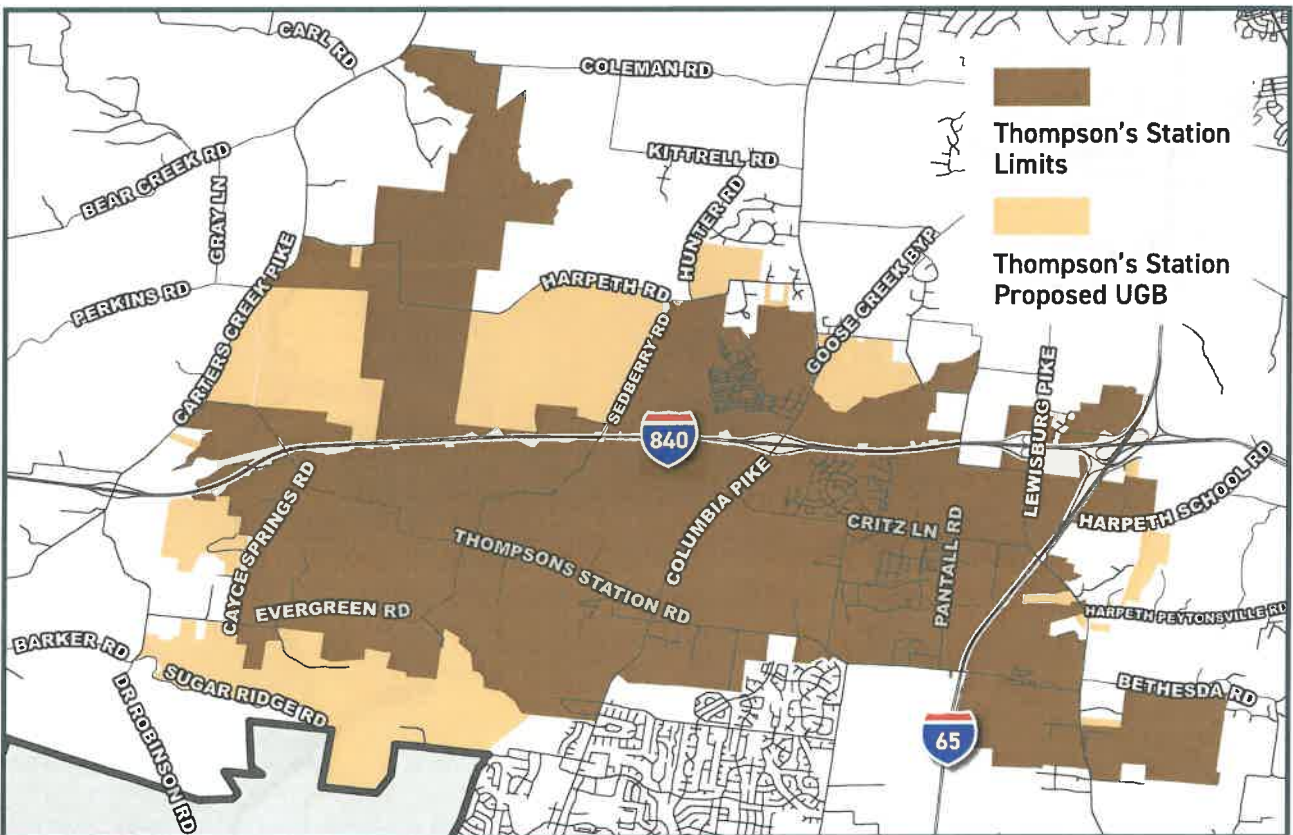 CARL RD
COLEMAN RD
Thompson's Station
Limits
KITTRELL RD
BEAR CREEK RD
GRAY LN
HUNTER RD
Thompson's Station
Proposed UGB
CARTERS CREEK PIKE
GOOSE CREEK BYP
HARPETH RD
PERKINS RD
SEDBERRY RD
LEWISBURG PIKE
840
COLUMBIA PIKE
HARPETH SCHOOL RD
CAYCE SPRINGS RD
CRITZ LN
PANTALL RD
THOMPSONS STATION RD
EVERGREEN RD
HARPETH PEYTONSVILLE RD
BARKER RD
SUGAR RIDGE RD
DR ROBINSON RD
BETHESDA RD
65